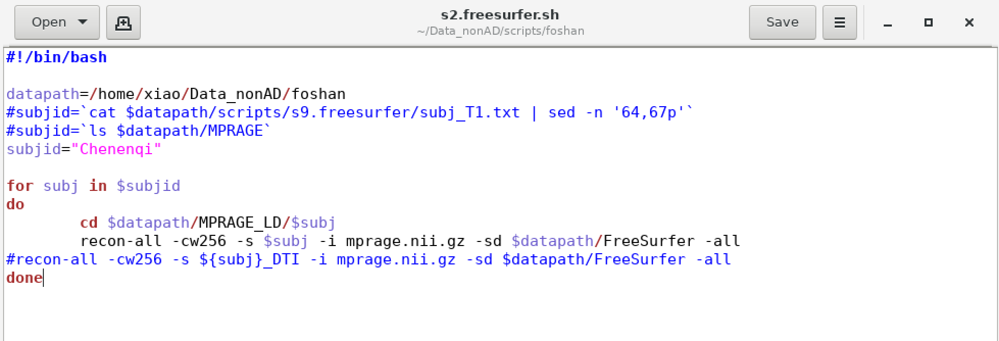 Open
s2.freesurfer.sh
~/Data_nonAD/scripts/foshan
Save
#!/bin/bash
datapath=/home/xiao/Data_nonAD/foshan
#subjid=`cat $datapath/scripts/s9.freesurfer/subj_T1.txt | sed -n '64,67p'`
#subjid=`ls $datapath/MPRAGE`
subjid="Chenenqi"
for subj in $subjid
do
        cd $datapath/MPRAGE_LD/$subj
        recon-all -cw256 -s $subj -i mprage.nii.gz -sd $datapath/FreeSurfer -all
#recon-all -cw256 -s ${subj}_DTI -i mprage.nii.gz -sd $datapath/FreeSurfer -all
done